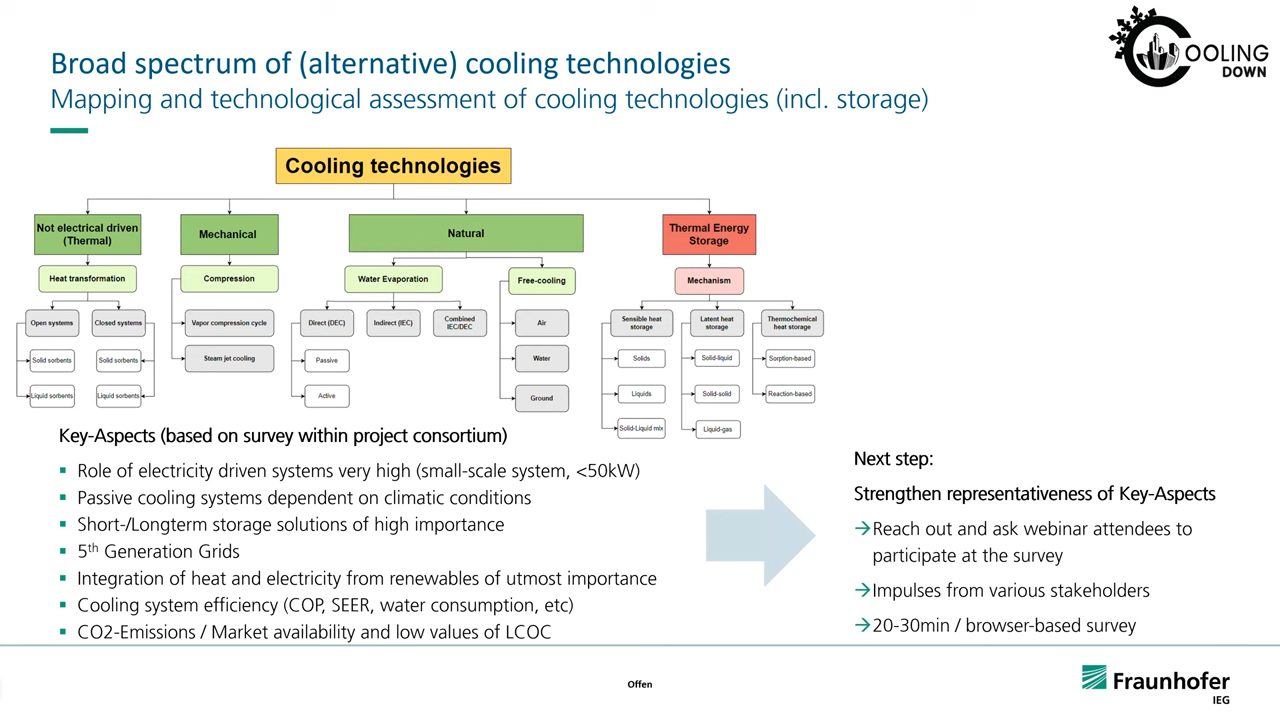 COOLING
DOWN
Broad spectrum of (alternative) cooling technologies
Mapping and technological assessment of cooling technologies (incl. storage)
Cooling technologies
Not electrical driven
(Thermal)
Mechanical
Natural
Thermal Energy
Storage
Heat transformation
Compression
Water Evaporation
Free-cooling
Mechanism
Open systems
Closed systems
Vapor compression cycle
Direct (DEC)
Indirect (IEC)
Combined
IEC/DEC
Air
Sensible heat
storage
Latent heat
storage
Thermochemical
heat storage
Solid sorbents
Solid sorbents
Steam jet cooling
Passive
Water
Solids
Solid-liquid
Sorption-based
Liquid sorbents
Liquid sorbents
Active
Ground
Liquids
Solid-solid
Reaction-based
Solid-Liquid mix
Liquid-gas
Key-Aspects (based on survey within project consortium)
▪ Role of electricity driven systems very high (small-scale system, <50kW)
▪ Passive cooling systems dependent on climatic conditions
▪ Short-/Longterm storage solutions of high importance
▪ 5th Generation Grids
▪ Integration of heat and electricity from renewables of utmost importance
▪ Cooling system efficiency (COP, SEER, water consumption, etc)
▪ CO2-Emissions / Market availability and low values of LCOC
Next step:
Strengthen representativeness of Key-Aspects
→Reach out and ask webinar attendees to
participate at the survey
→Impulses from various stakeholders
→20-30min / browser-based survey
Offen
Fraunhofer
IEG